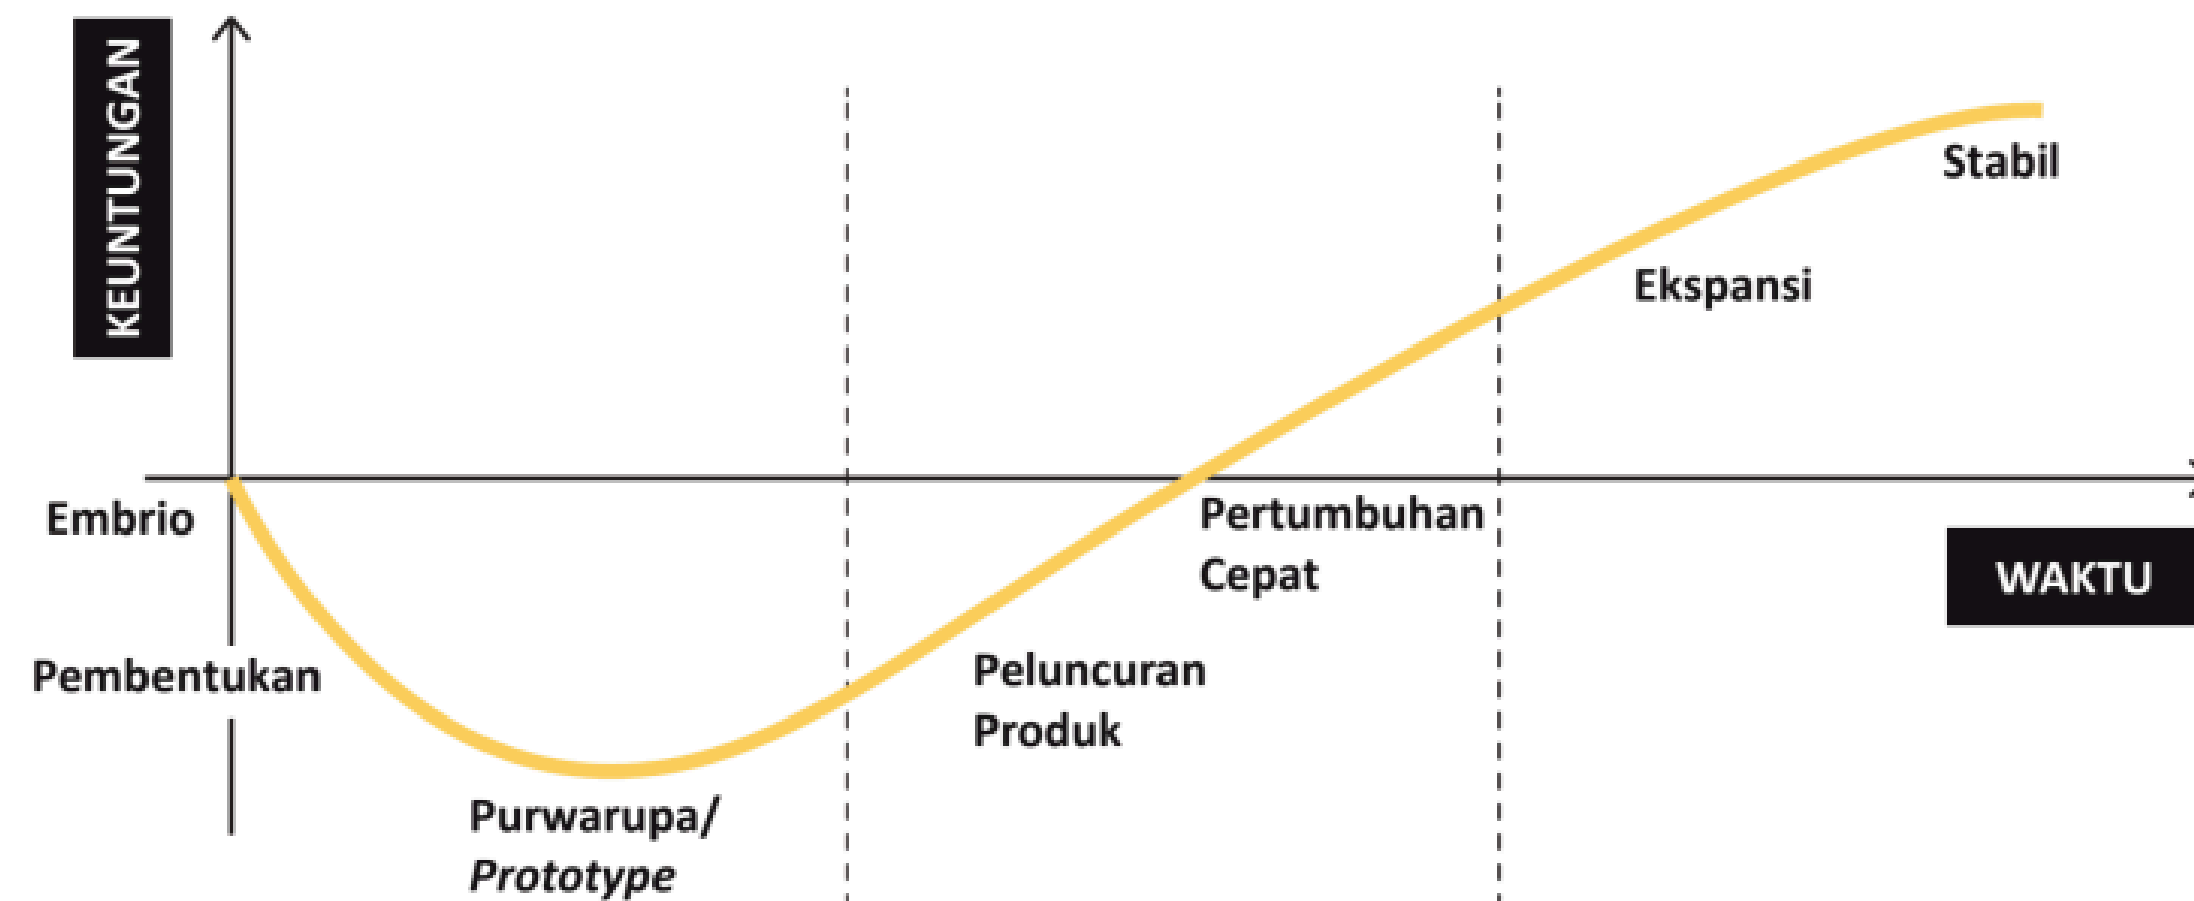 KEUNTUNGAN
Stabil
Ekspansi
Embrio
Pertumbuhan
Cepat
WAKTU
Pembentukan
Peluncuran
Produk
Purwarupa/
Prototype